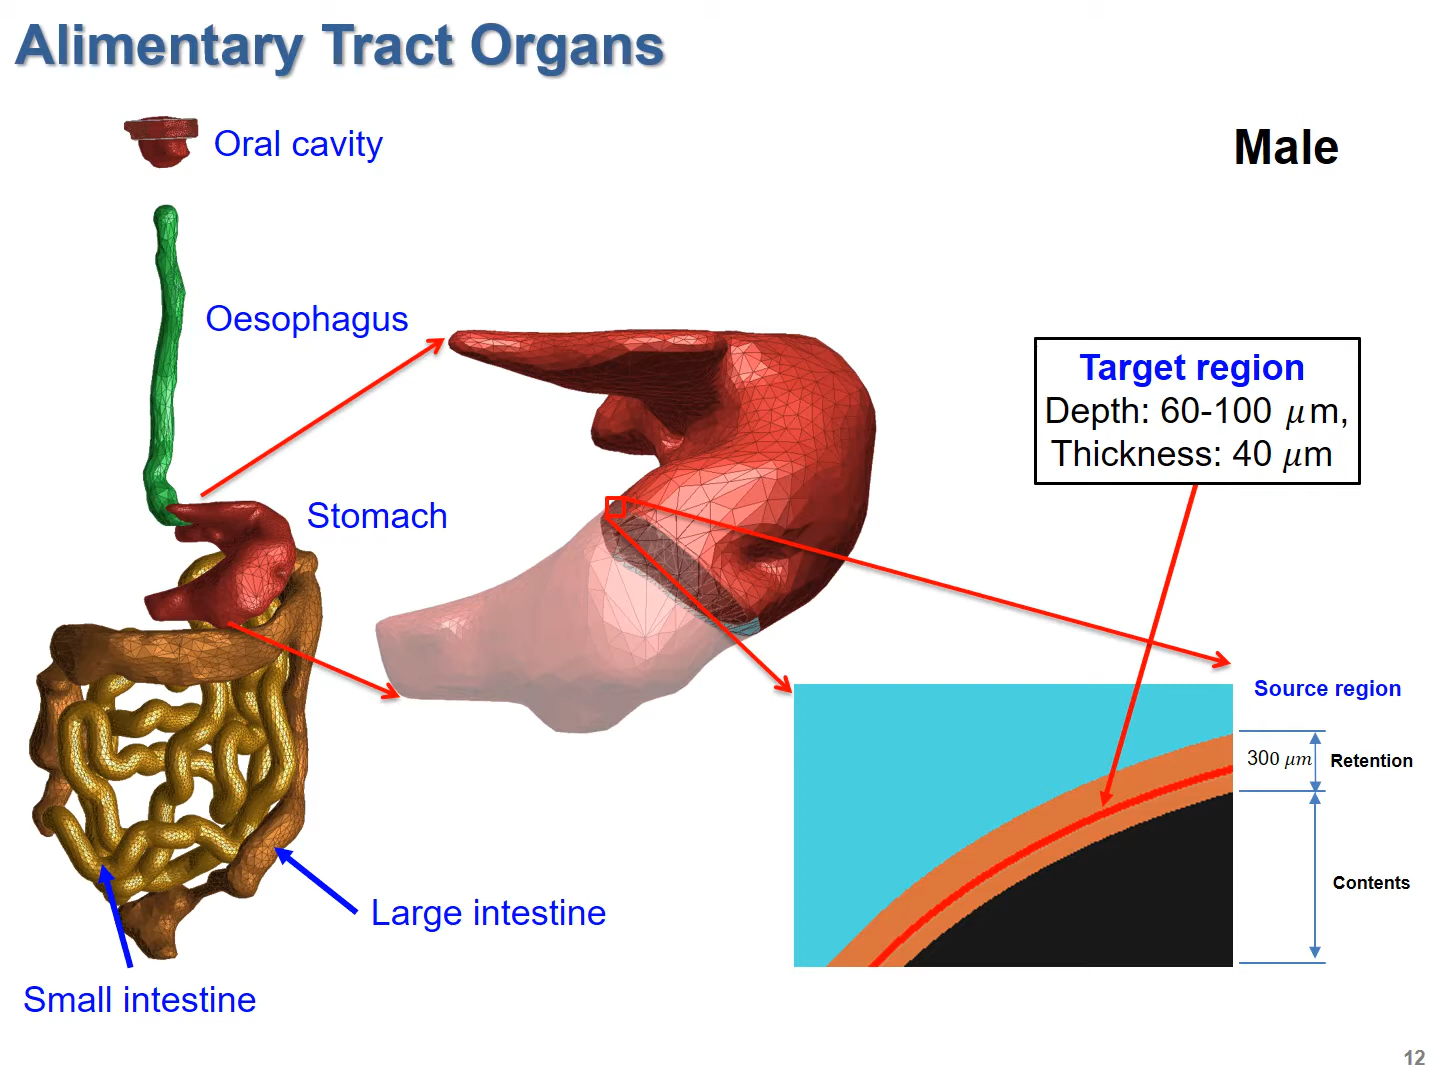 Alimentary Tract Organs
Oral cavity
Male
Oesophagus
Target region
Depth: 60-100 μm,
Thickness: 40 μm
Stomach
Source region
300 μm
Retention
Contents
Large intestine
Small intestine
12